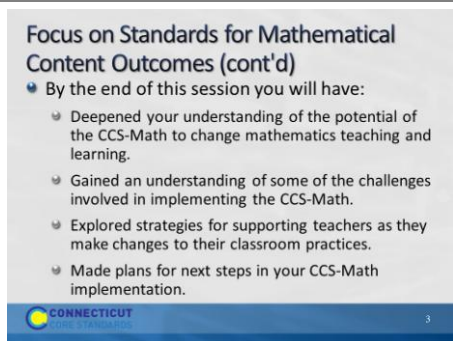 Focus on Standards for Mathematical
Content Outcomes (cont'd)
By the end of this session you will have:
Deepened your understanding of the potential of
the CCS-Math to change mathematics teaching and
learning.
Gained an understanding of some of the challenges
involved in implementing the CCS-Math.
Explored strategies for supporting teachers as they
make changes to their classroom practices.
Made plans for next steps in your CCS-Math
implementation.
CONNECTICUT
CORE STANDARDS
3